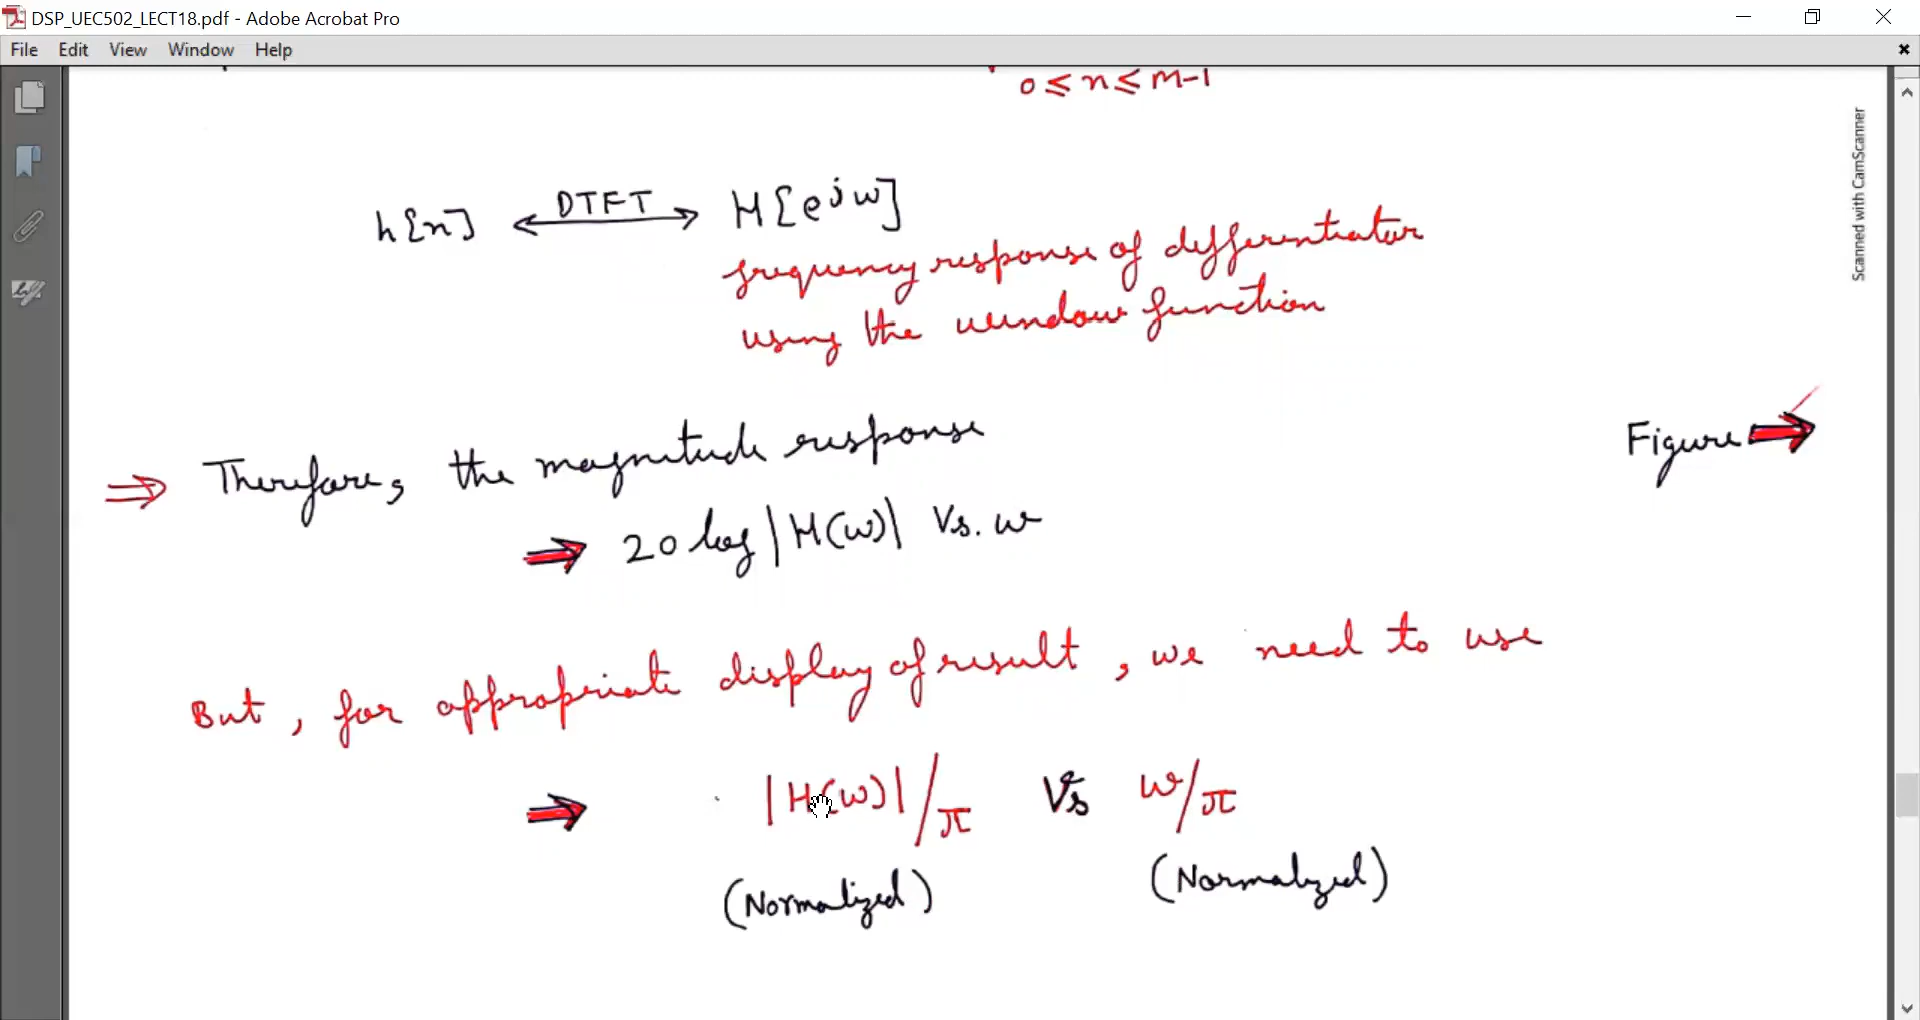 DSP_UEC502_LECT18.pdf - Adobe Acrobat Pro
File Edit View Window Help
0 ≤ n ≤ M-1
Scanned with CamScanner
h[n] ⟷ DTFT H[e^jω]
frequency response of differentiator
using the window function
⇒ Therefore, the magnitude response
Figure ⇒
⇒ 20 log |H(ω)| Vs. ω
But, for appropriate display of result, we need to use
⇒ |H(ω)|/π Vs ω/π
(Normalized) (Normalized)